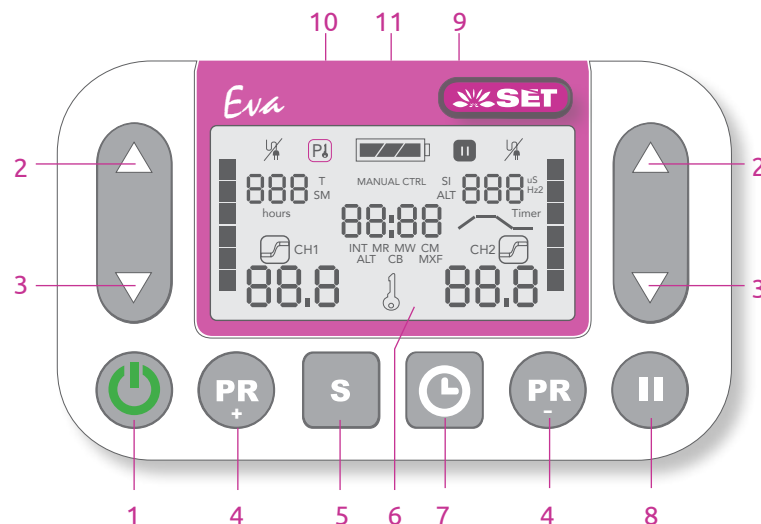 10 11 9
Eva
SET
2 2
P
MANUAL CTRL
888 T SM SI ALT 888 uS Hz2
hours 88:88 Timer
CH1 INT MR MW CM CH2
ALT CB MXF
3 88.8 88.8 3
PR + S PR -
1 4 5 6 7 4 8